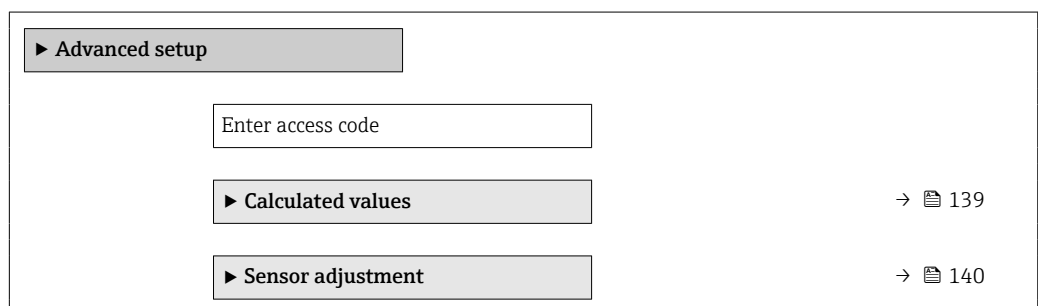 ▶ Advanced setup
Enter access code
▶ Calculated values → 139
▶ Sensor adjustment → 140